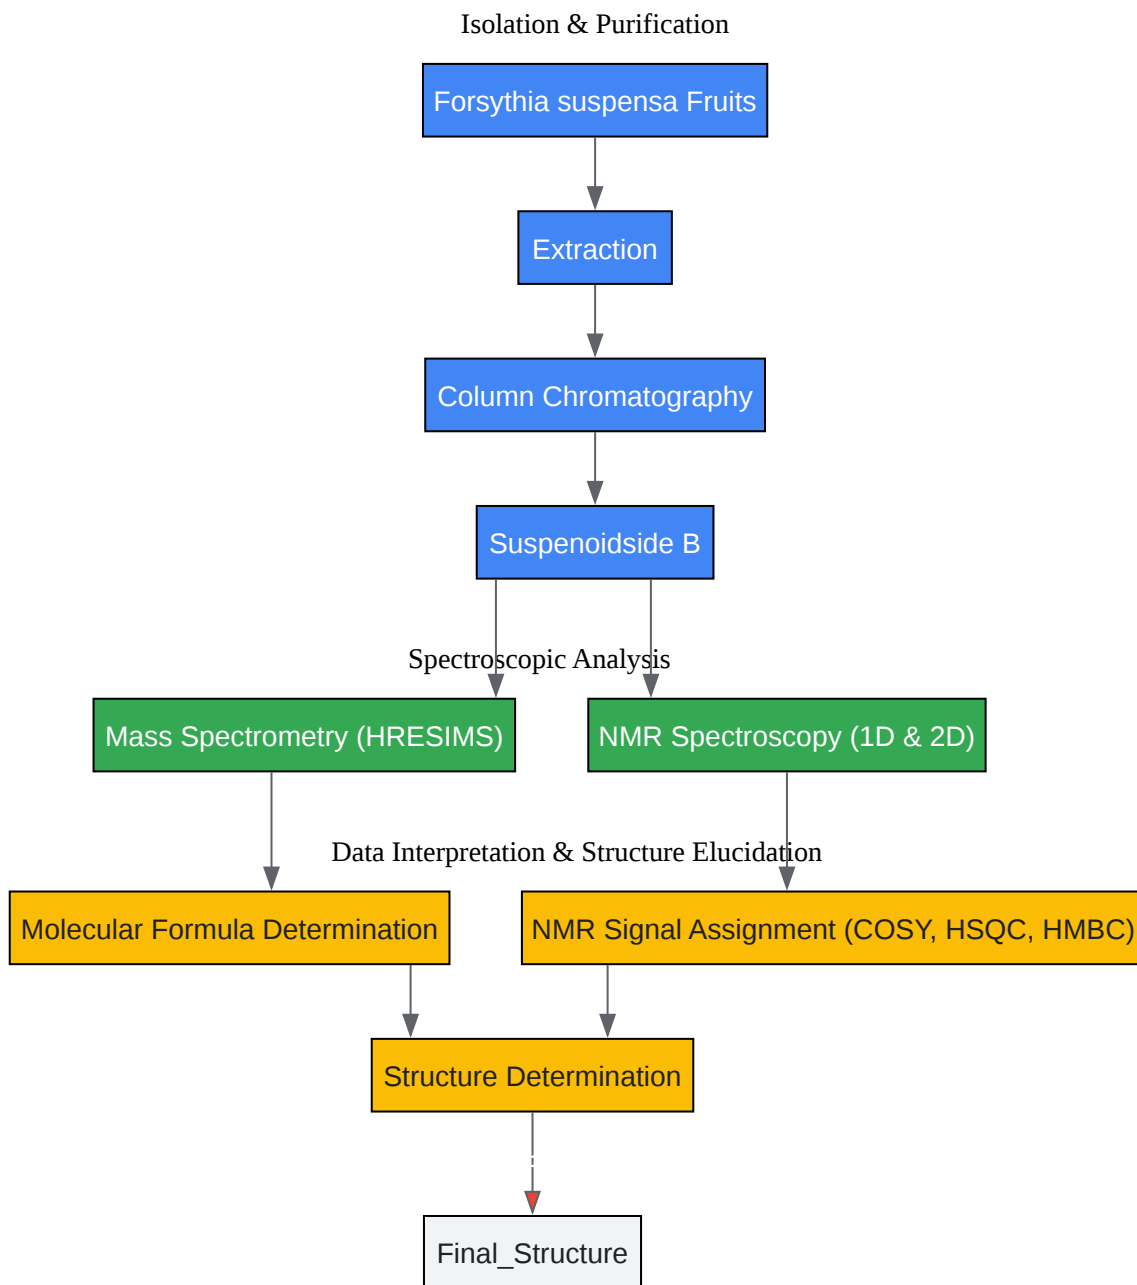 Isolation & Purification
Forsythia suspensa Fruits
Extraction
Column Chromatography
Suspenoidside B
Spectroscopic Analysis
Mass Spectrometry (HRESIMS)
NMR Spectroscopy (1D & 2D)
Data Interpretation & Structure Elucidation
Molecular Formula Determination
NMR Signal Assignment (COSY, HSQC, HMBC)
Structure Determination
Final_Structure